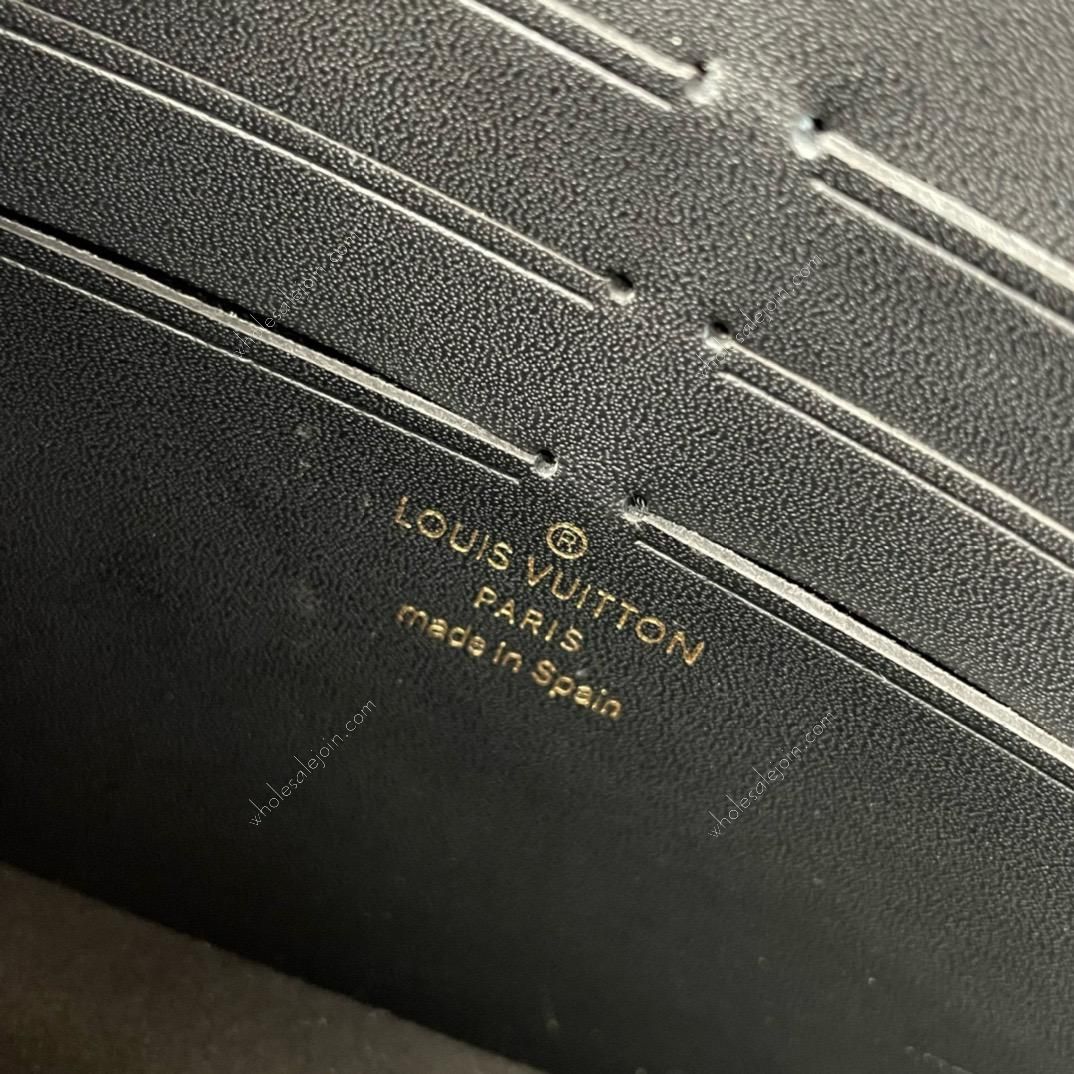 wholesalejoin.com
wholesalejoin.com
®
LOUIS VUITTON
PARIS
made in Spain
wholesalejoin.com
wholesalejoin.com